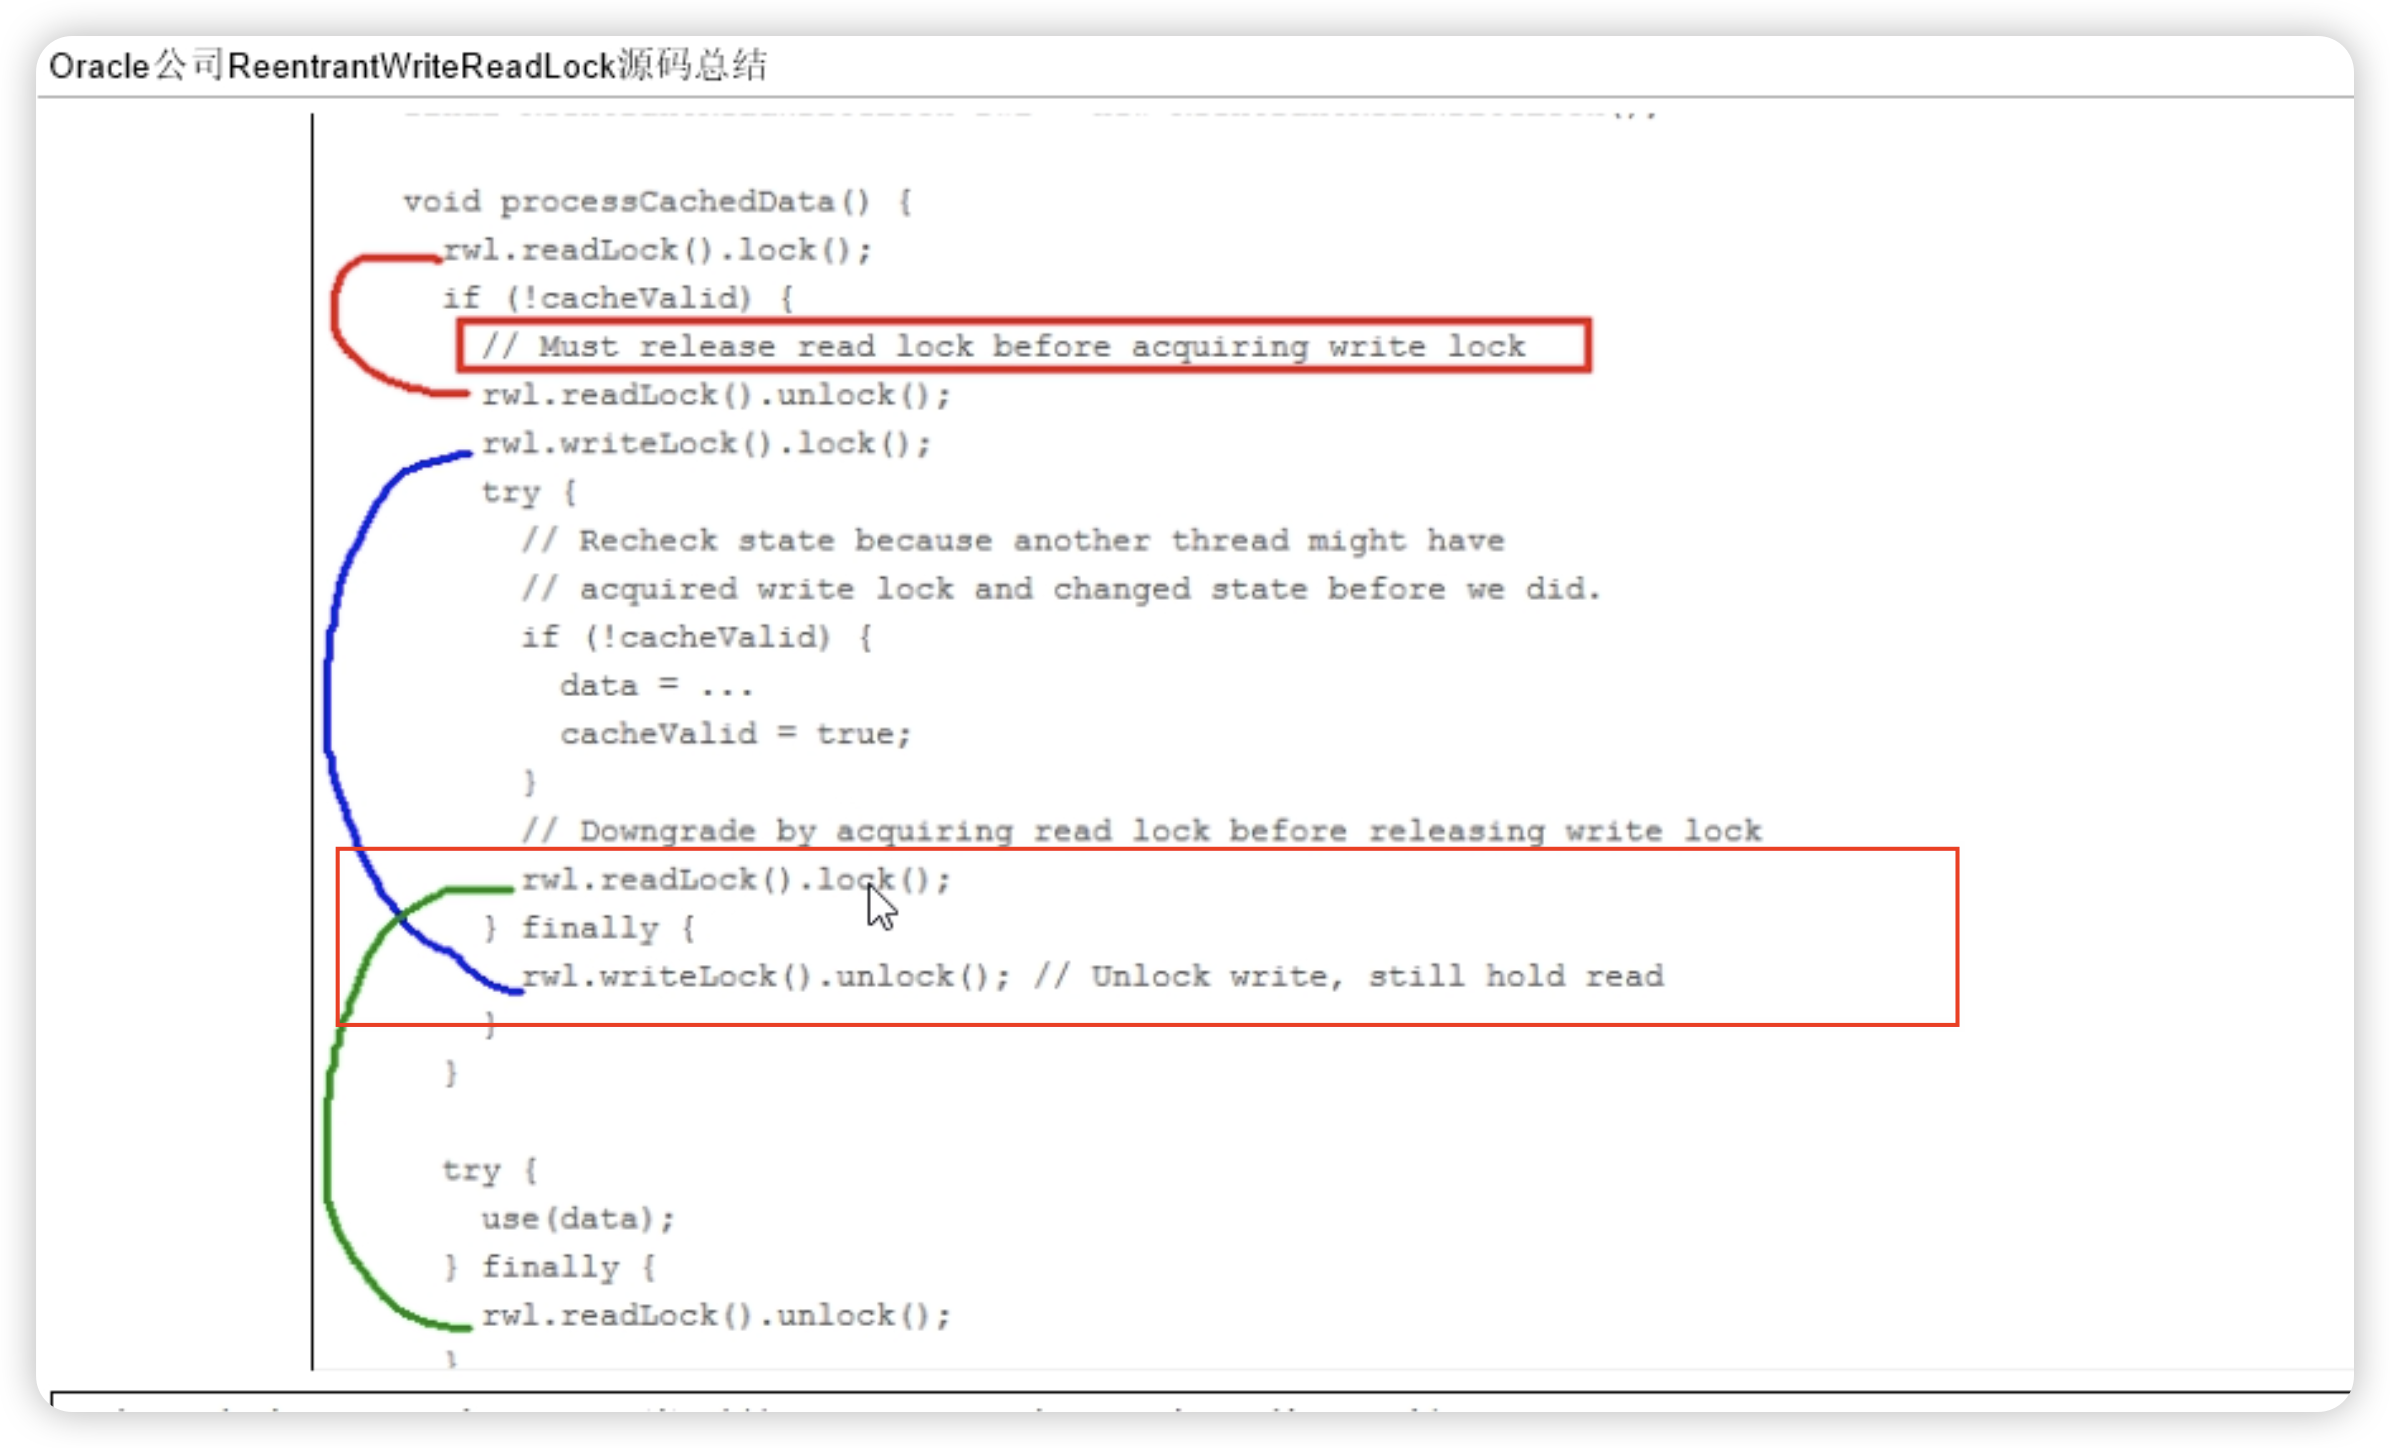 Oracle公司ReentrantWriteReadLock源码总结
void processCachedData() {
rwl.readLock().lock();
if (!cacheValid) {
// Must release read lock before acquiring write lock
rwl.readLock().unlock();
rwl.writeLock().lock();
try {
// Recheck state because another thread might have
// acquired write lock and changed state before we did.
if (!cacheValid) {
data = ...
cacheValid = true;
}
// Downgrade by acquiring read lock before releasing write lock
rwl.readLock().lock();
} finally {
rwl.writeLock().unlock(); // Unlock write, still hold read
}
}
try {
use(data);
} finally {
rwl.readLock().unlock();
}